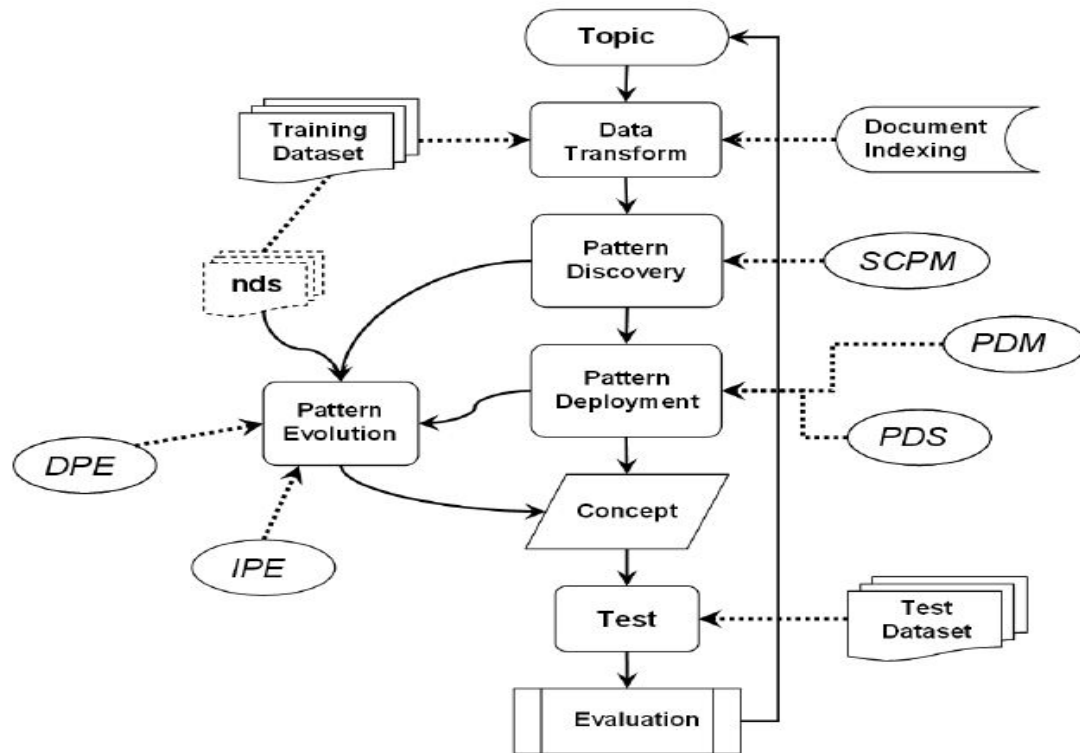 Topic
Training
Dataset
Data
Transform
Document
Indexing
Pattern
Discovery
SCPM
nds
PDM
Pattern
Deployment
Pattern
Evolution
PDS
DPE
Concept
IPE
Test
Test
Dataset
Evaluation